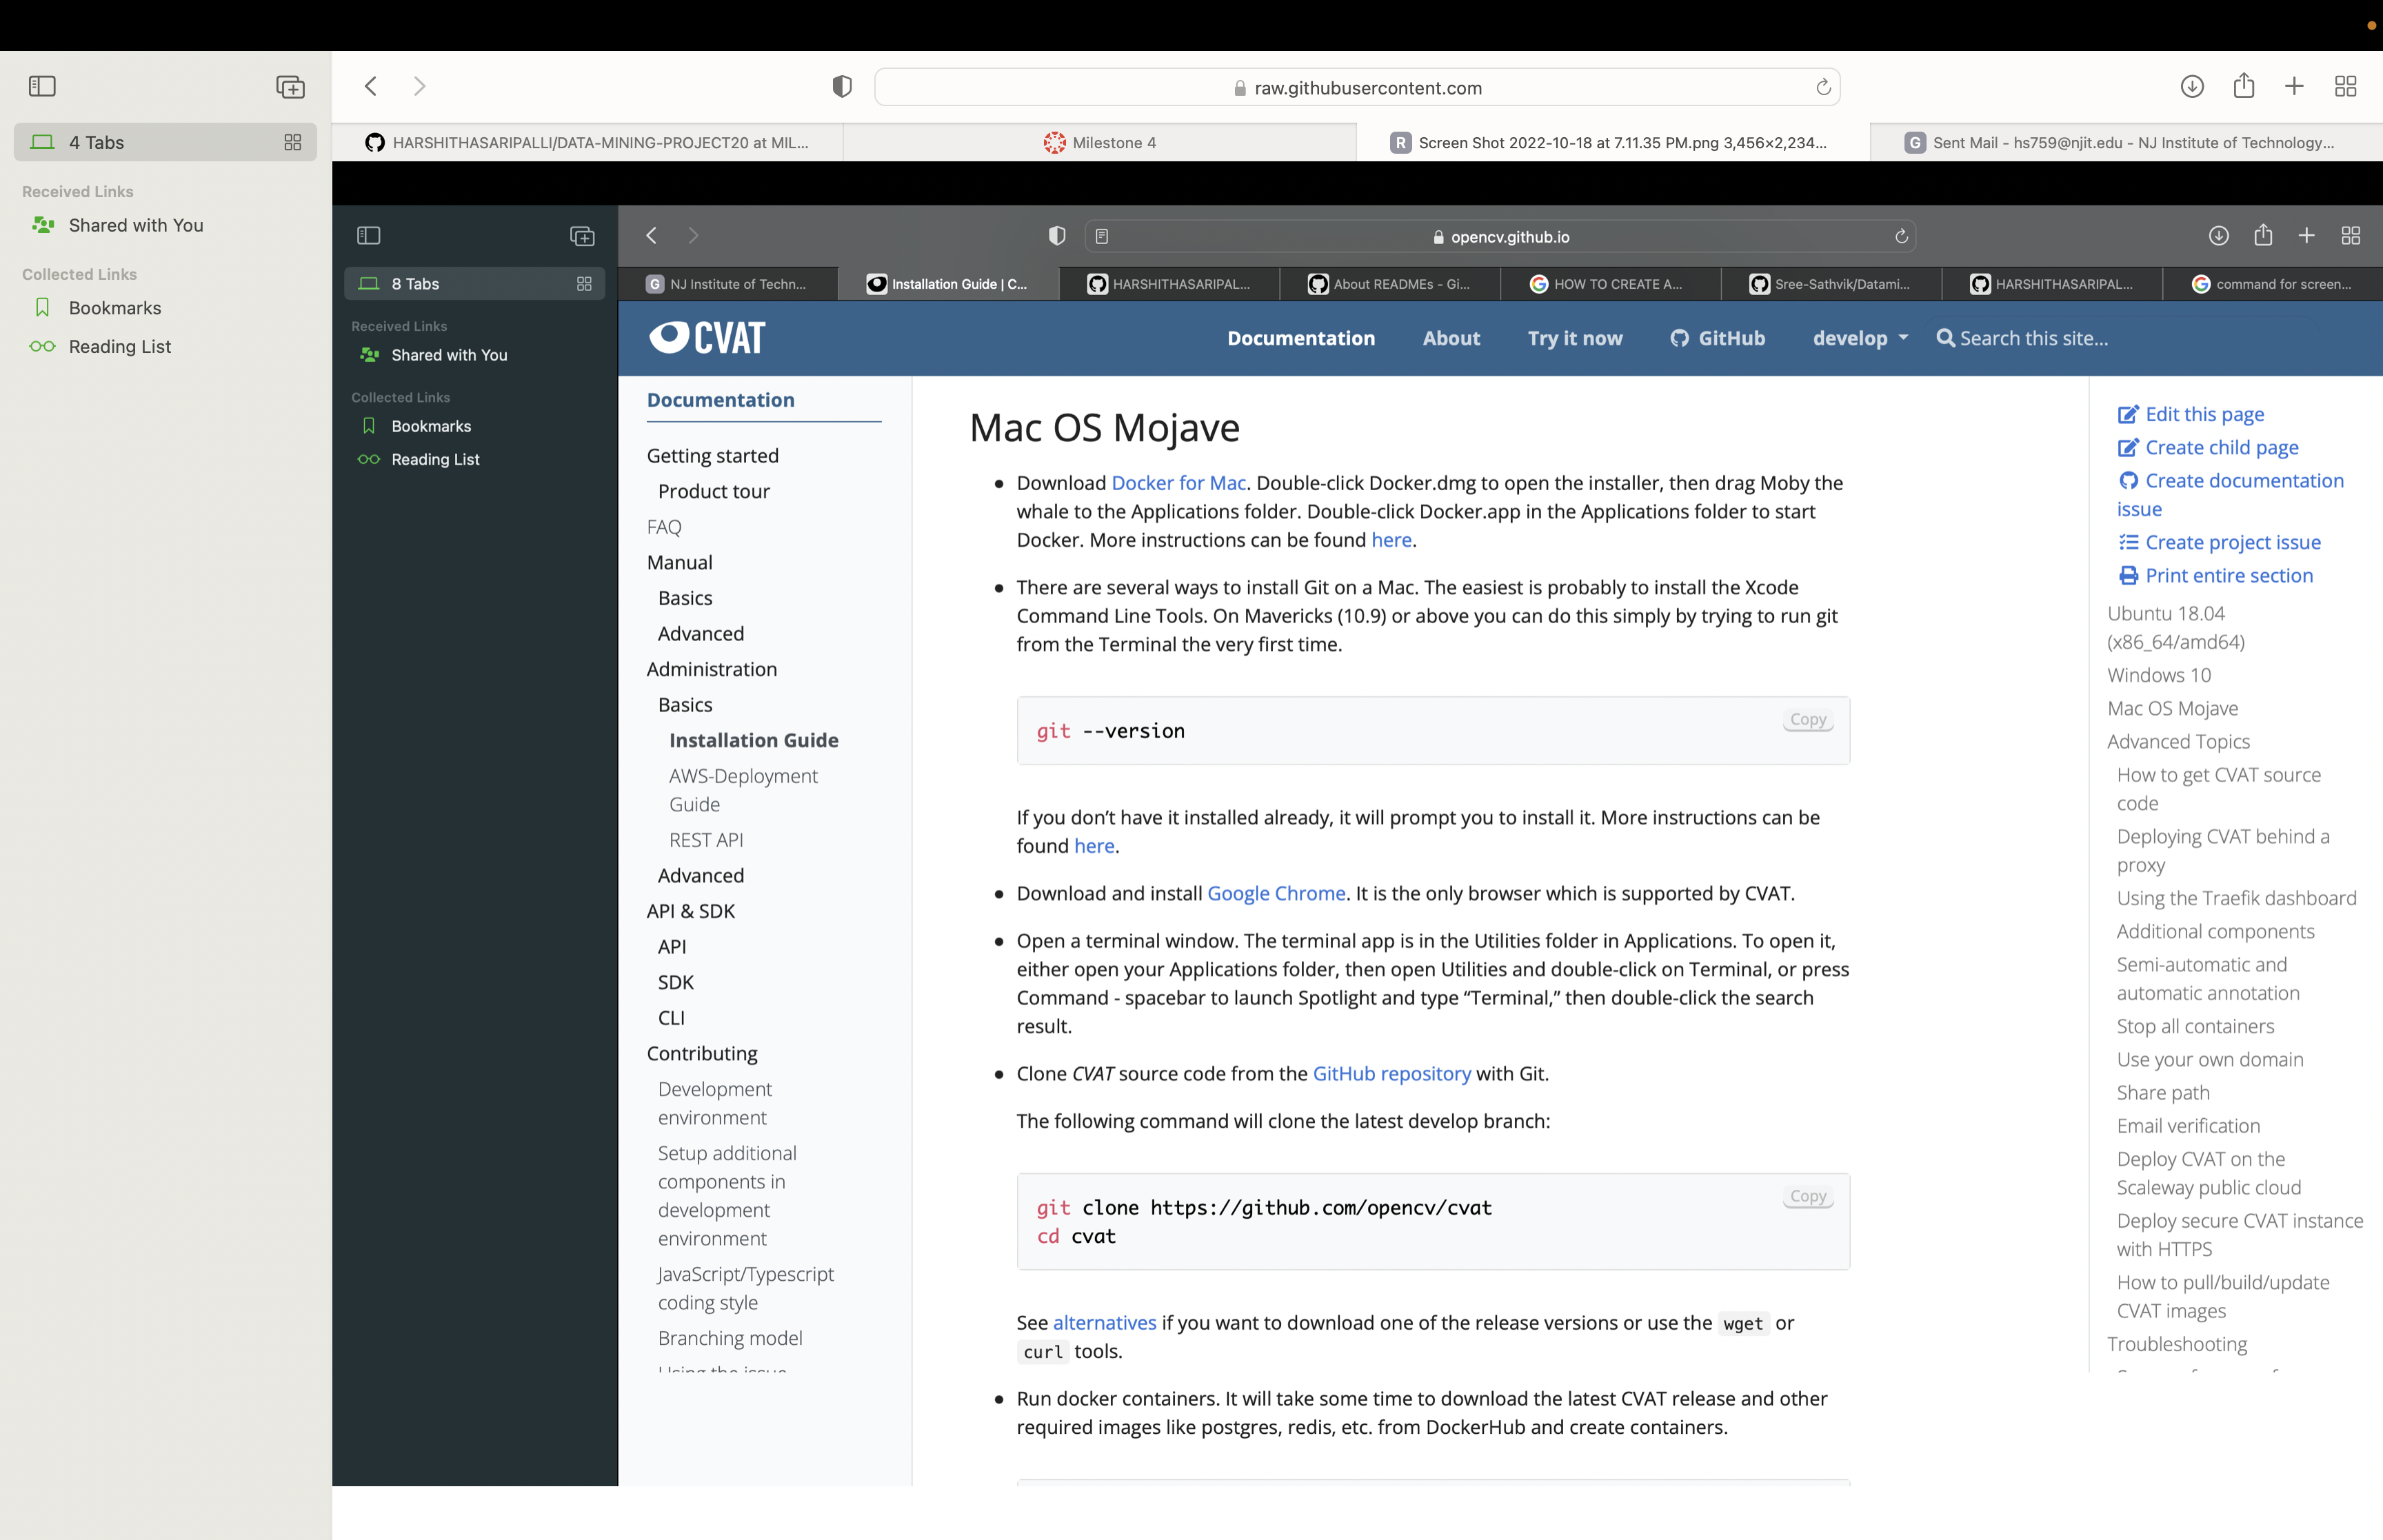 raw.githubusercontent.com
4 Tabs
HARSHITHASARIPALLI/DATA-MINING-PROJECT20 at MIL...
Milestone 4
R
Screen Shot 2022-10-18 at 7.11.35 PM.png 3,456×2,234...
G
Sent Mail - hs759@njit.edu - NJ Institute of Technology...
Received Links
Shared with You
Collected Links
Bookmarks
Reading List
opencv.github.io
8 Tabs
G
NJ Institute of Techn...
Installation Guide | C...
HARSHITHASARIPAL...
About READMEs - Gi...
HOW TO CREATE A...
Sree-Sathvik/Datami...
HARSHITHASARIPAL...
command for screen...
Received Links
Shared with You
Collected Links
Bookmarks
Reading List
CVAT
Documentation
About
Try it now
GitHub
develop
Search this site...
Documentation
Getting started
Product tour
FAQ
Manual
Basics
Advanced
Administration
Basics
Installation Guide
AWS-Deployment
Guide
REST API
Advanced
API & SDK
API
SDK
CLI
Contributing
Development
environment
Setup additional
components in
development
environment
JavaScript/Typescript
coding style
Branching model
Mac OS Mojave
Download Docker for Mac. Double-click Docker.dmg to open the installer, then drag Moby the
whale to the Applications folder. Double-click Docker.app in the Applications folder to start
Docker. More instructions can be found here.
There are several ways to install Git on a Mac. The easiest is probably to install the Xcode
Command Line Tools. On Mavericks (10.9) or above you can do this simply by trying to run git
from the Terminal the very first time.
git --version
Copy
If you don’t have it installed already, it will prompt you to install it. More instructions can be
found here.
Download and install Google Chrome. It is the only browser which is supported by CVAT.
Open a terminal window. The terminal app is in the Utilities folder in Applications. To open it,
either open your Applications folder, then open Utilities and double-click on Terminal, or press
Command - spacebar to launch Spotlight and type “Terminal,” then double-click the search
result.
Clone CVAT source code from the GitHub repository with Git.
The following command will clone the latest develop branch:
git clone https://github.com/opencv/cvat
Copy
cd cvat
See alternatives if you want to download one of the release versions or use the wget or
curl tools.
Run docker containers. It will take some time to download the latest CVAT release and other
required images like postgres, redis, etc. from DockerHub and create containers.
Edit this page
Create child page
Create documentation
issue
Create project issue
Print entire section
Ubuntu 18.04
(x86_64/amd64)
Windows 10
Mac OS Mojave
Advanced Topics
How to get CVAT source
code
Deploying CVAT behind a
proxy
Using the Traefik dashboard
Additional components
Semi-automatic and
automatic annotation
Stop all containers
Use your own domain
Share path
Email verification
Deploy CVAT on the
Scaleway public cloud
Deploy secure CVAT instance
with HTTPS
How to pull/build/update
CVAT images
Troubleshooting